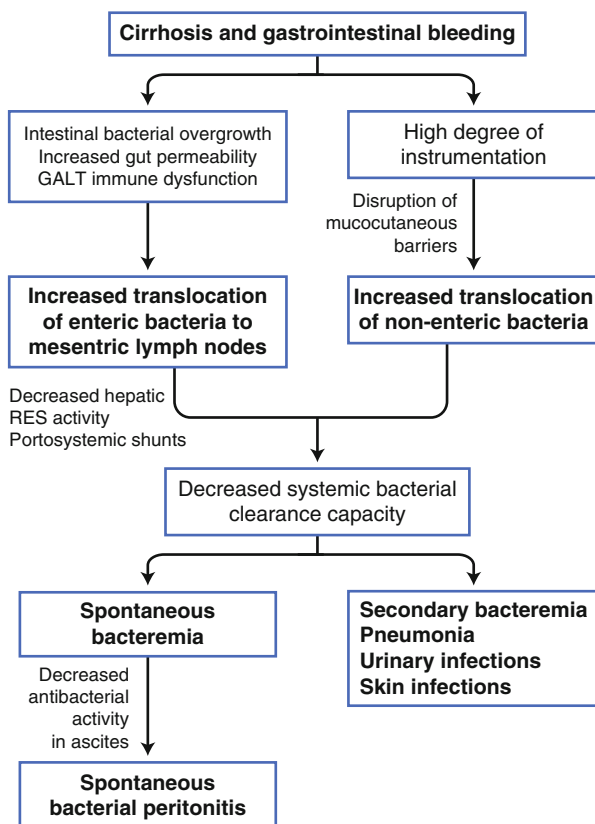 Cirrhosis and gastrointestinal bleeding
Intestinal bacterial overgrowth
Increased gut permeability
GALT immune dysfunction
High degree of
instrumentation
Disruption of
mucocutaneous
barriers
Increased translocation
of enteric bacteria to
mesentric lymph nodes
Increased translocation
of non-enteric bacteria
Decreased hepatic
RES activity
Portosystemic shunts
Decreased systemic bacterial
clearance capacity
Spontaneous
bacteremia
Secondary bacteremia
Pneumonia
Urinary infections
Skin infections
Decreased
antibacterial
activity
in ascites
Spontaneous
bacterial peritonitis